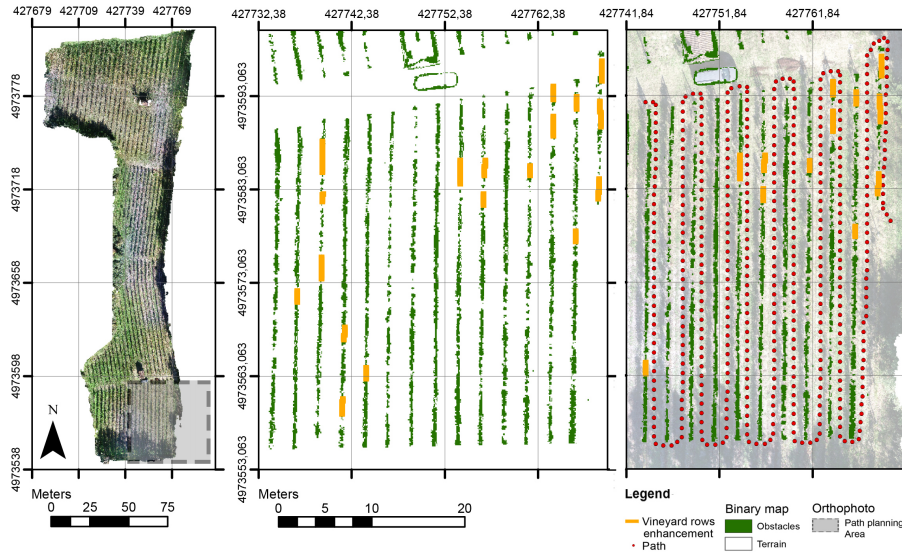 427679 427709 427739 427769
427732,38 427742,38 427752,38 427762,38
427741,84 427751,84 427761,84
4973778
4973718
4973658
4973598
4973538
4973593,063
4973583,063
4973573,063
4973563,063
4973553,063
N
Meters
0 25 50 75
Meters
0 5 10 20
Legend
Vineyard rows
enhancement
Path
Binary map
Obstacles
Terrain
Orthophoto
Path planning
Area